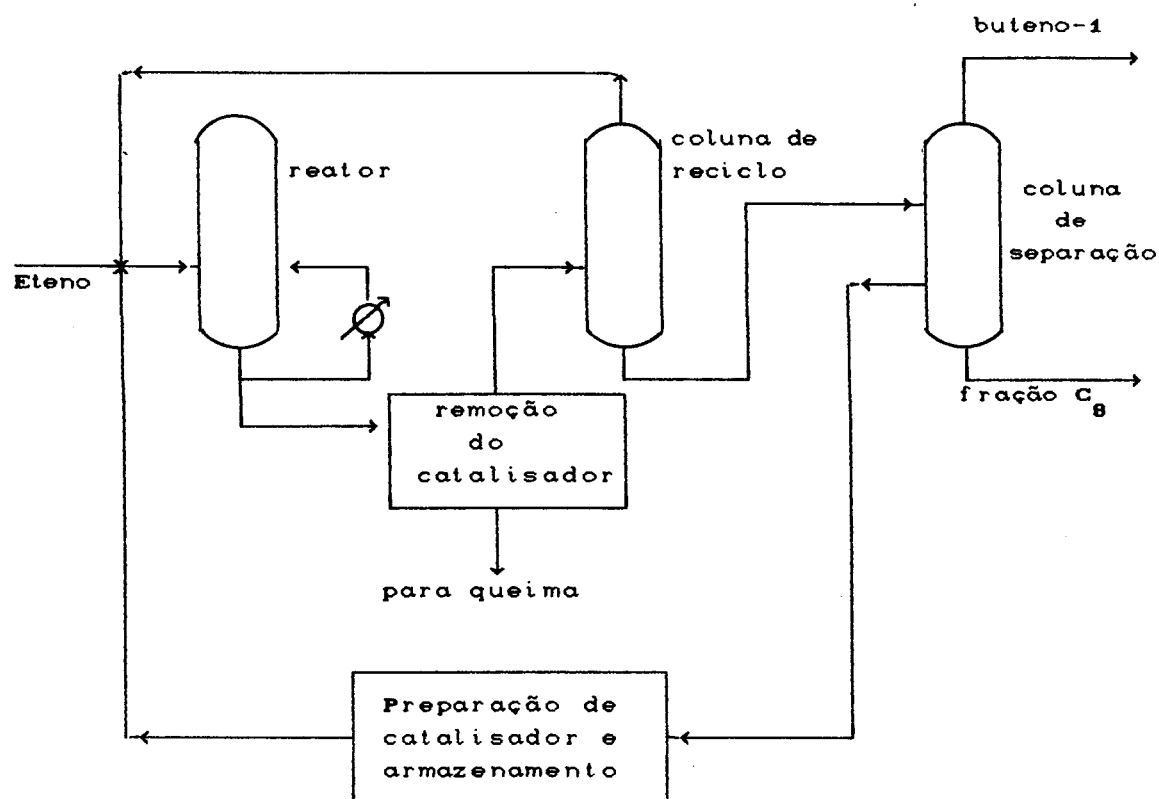 buteno-1
reator
coluna de
reciclo
coluna
de
separação
Eteno
remoção
do
catalisador
fração C₈
para queima
Preparação de
catalisador e
armazenamento